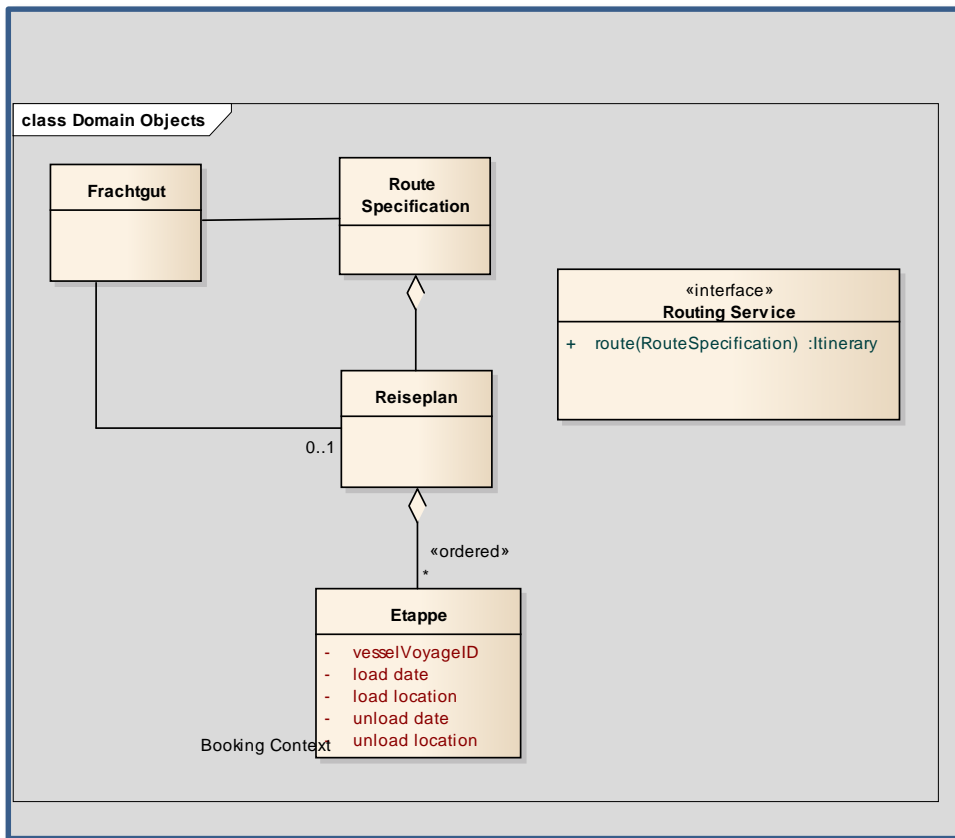 class Domain Objects
Frachtgut
Route
Specification
«interface»
Routing Service
+ route(RouteSpecification) :Itinerary
Reiseplan
0..1
«ordered»
*
Etappe
- vesselVoyageID
- load date
- load location
- unload date
- unload location
Booking Context